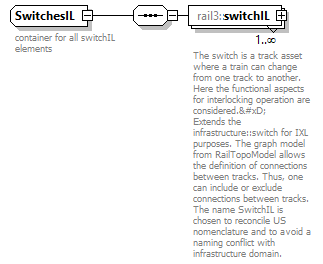 SwitchesIL
rail3:switchIL
1..∞
container for all switchIL
elements
The switch is a track asset
where a train can change
from one track to another.
Here the functional aspects
for interlocking operation are
considered.&#xD;
Extends the
infrastructure::switch for IXL
purposes. The graph model
from RailTopoModel allows
the definition of connections
between tracks. Thus, one
can include or exclude
connections between tracks.
The name SwitchIL is
chosen to reconcile US
nomenclature and to avoid a
naming conflict with
infrastructure domain.